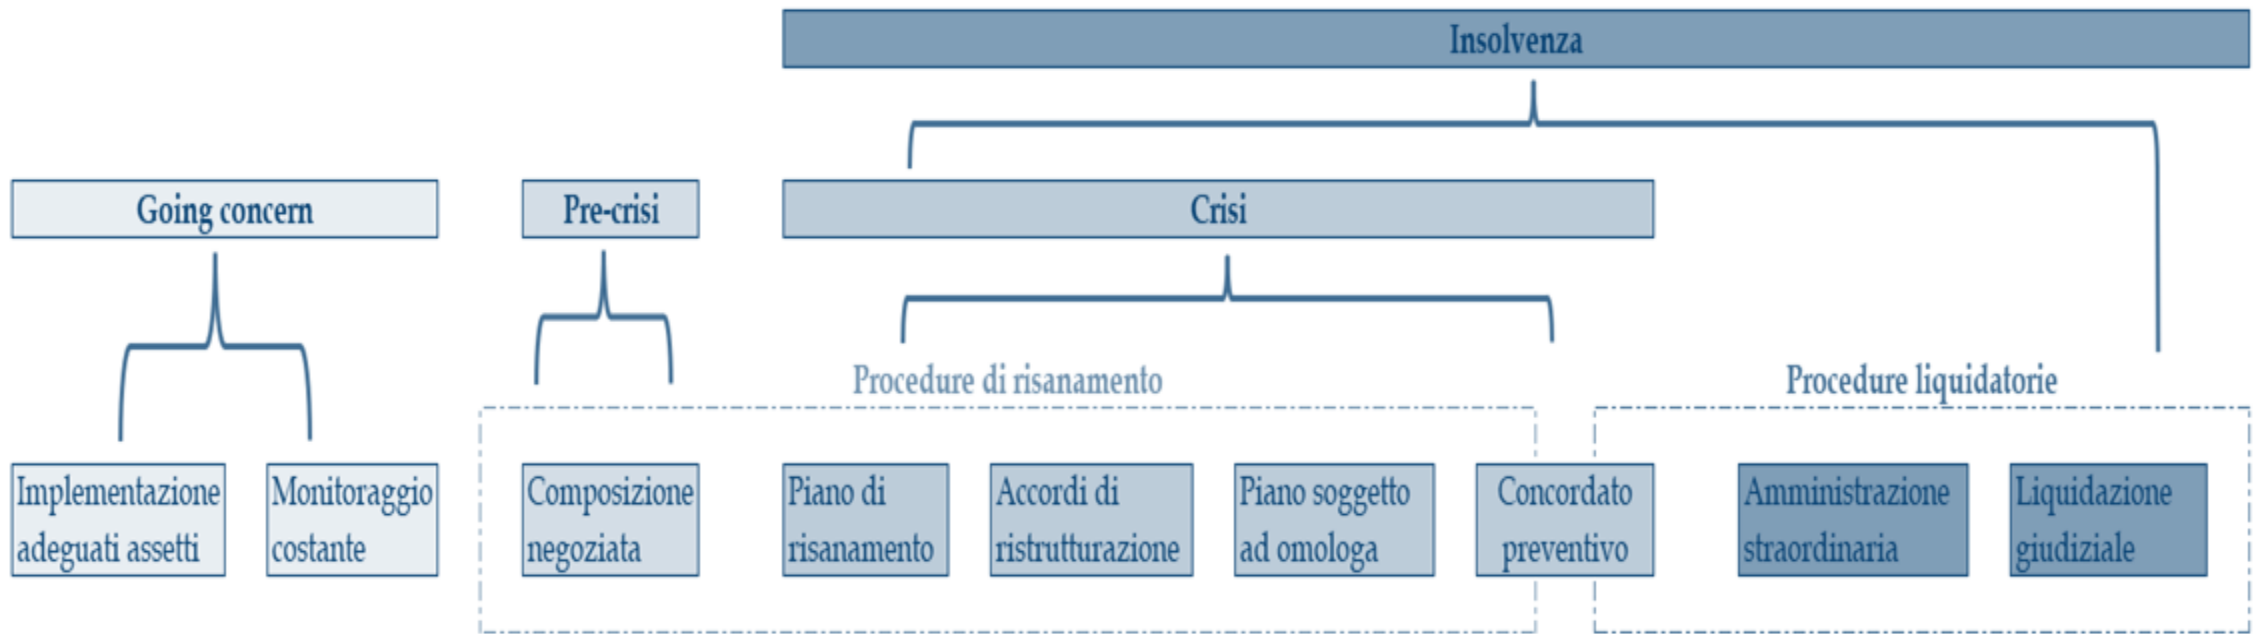 Insolvenza
Going concern
Pre-crisi
Crisi
Procedure di risanamento
Procedure liquidatorie
Implementazione
adeguati assetti
Monitoraggio
costante
Composizione
negoziata
Piano di
risanamento
Accordi di
ristrutturazione
Piano soggetto
ad omologa
Concordato
preventivo
Amministrazione
straordinaria
Liquidazione
giudiziale